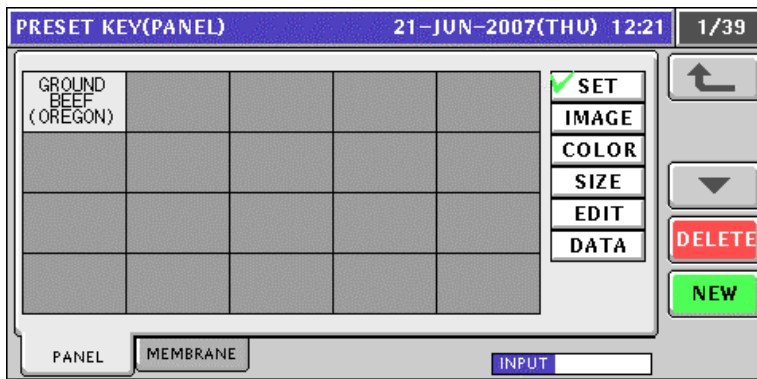 PRESET KEY(PANEL) 21-JUN-2007(THU) 12:21 1/39
GROUND
BEEF
(OREGON)
SET
IMAGE
COLOR
SIZE
EDIT
DATA
DELETE
NEW
PANEL
MEMBRANE
INPUT